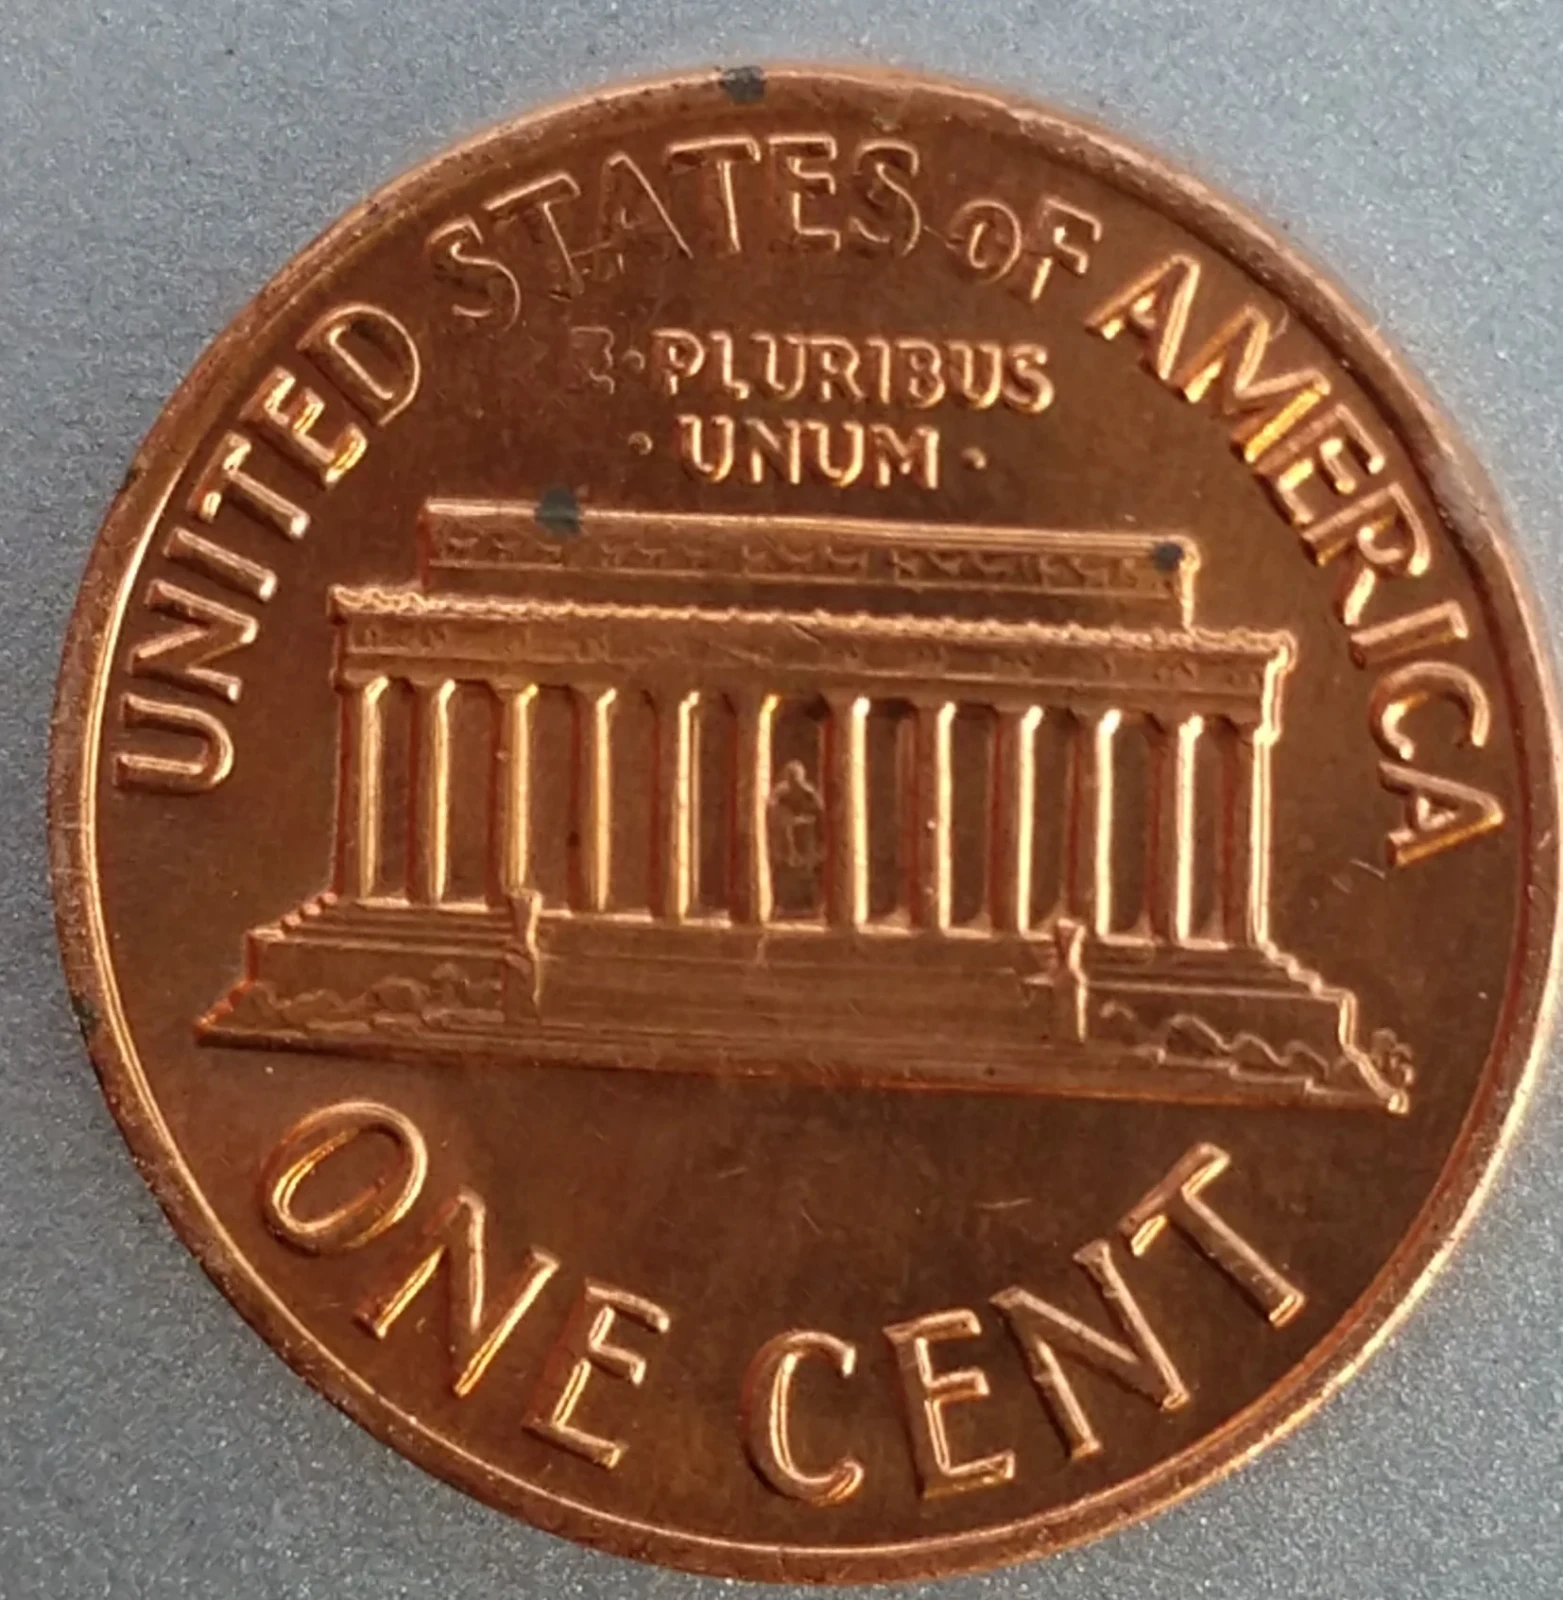 UNITED STATES OF AMERICA
E·PLURIBUS
·UNUM·
ONE CENT